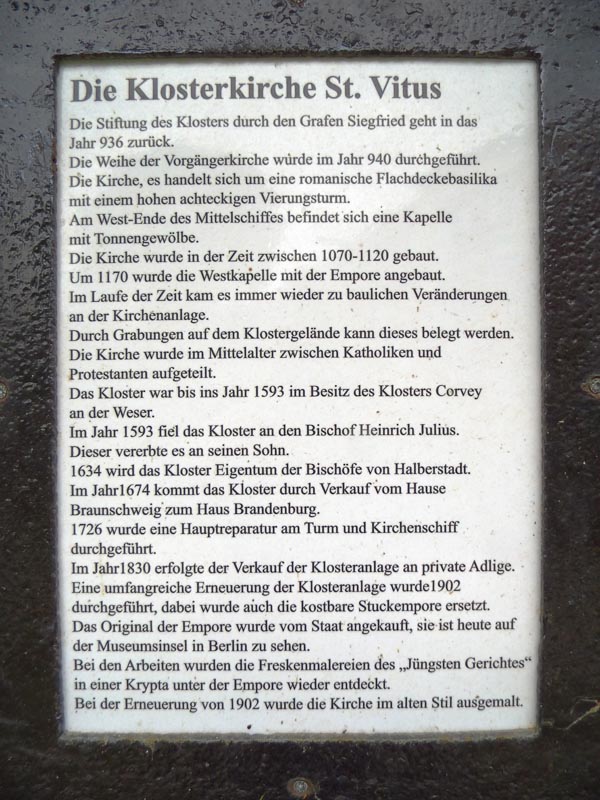 Die Klosterkirche St. Vitus
Die Stiftung des Klosters durch den Grafen Siegfried geht in das
Jahr 936 zurück.
Die Weihe der Vorgängerkirche wurde im Jahr 940 durchgeführt.
Die Kirche, es handelt sich um eine romanische Flachdeckebasilika
mit einem hohen achteckigen Vierungsturm.
Am West-Ende des Mittelschiffes befindet sich eine Kapelle
mit Tonnengewölbe.
Die Kirche wurde in der Zeit zwischen 1070-1120 gebaut.
Um 1170 wurde die Westkapelle mit der Empore angebaut.
Im Laufe der Zeit kam es immer wieder zu baulichen Veränderungen
an der Kirchenanlage.
Durch Grabungen auf dem Klostergelände kann dieses belegt werden.
Die Kirche wurde im Mittelalter zwischen Katholiken und
Protestanten aufgeteilt.
Das Kloster war bis ins Jahr 1593 im Besitz des Klosters Corvey
an der Weser.
Im Jahr 1593 fiel das Kloster an den Bischof Heinrich Julius.
Dieser vererbte es an seinen Sohn.
1634 wird das Kloster Eigentum der Bischöfe von Halberstadt.
Im Jahr1674 kommt das Kloster durch Verkauf vom Hause
Braunschweig zum Haus Brandenburg.
1726 wurde eine Hauptreparatur am Turm und Kirchenschiff
durchgeführt.
Im Jahr1830 erfolgte der Verkauf der Klosteranlage an private Adlige.
Eine umfangreiche Erneuerung der Klosteranlage wurde1902
durchgeführt, dabei wurde auch die kostbare Stuckempore ersetzt.
Das Original der Empore wurde vom Staat angekauft, sie ist heute auf
der Museumsinsel in Berlin zu sehen.
Bei den Arbeiten wurden die Freskenmalereien des „Jüngsten Gerichtes“
in einer Krypta unter der Empore wieder entdeckt.
Bei der Erneuerung von 1902 wurde die Kirche im alten Stil ausgemalt.